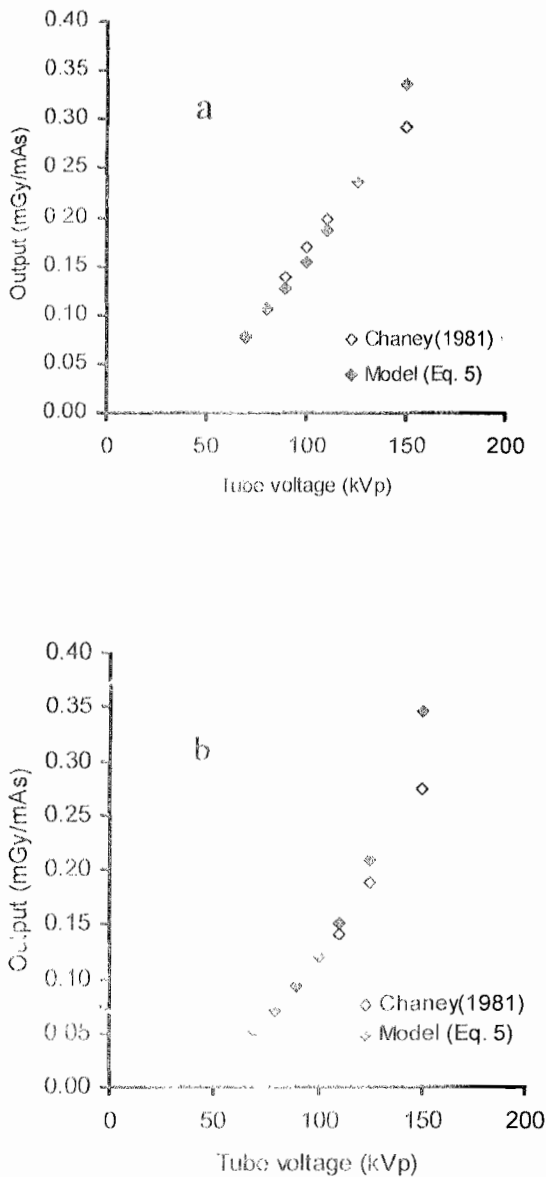 0.40
0.35
0.30
0.25
0.20
0.15
0.10
0.05
0.00
Output (mGy/mAs)
a
Chaney(1981)
Model (Eq. 5)
0 50 100 150 200
Tube voltage (kVp)
0.40
0.35
0.30
0.25
0.20
0.15
0.10
0.05
0.00
Output (mGy/mAs)
b
Chaney(1981)
Model (Eq. 5)
0 50 100 150 200
Tube voltage (kVp)